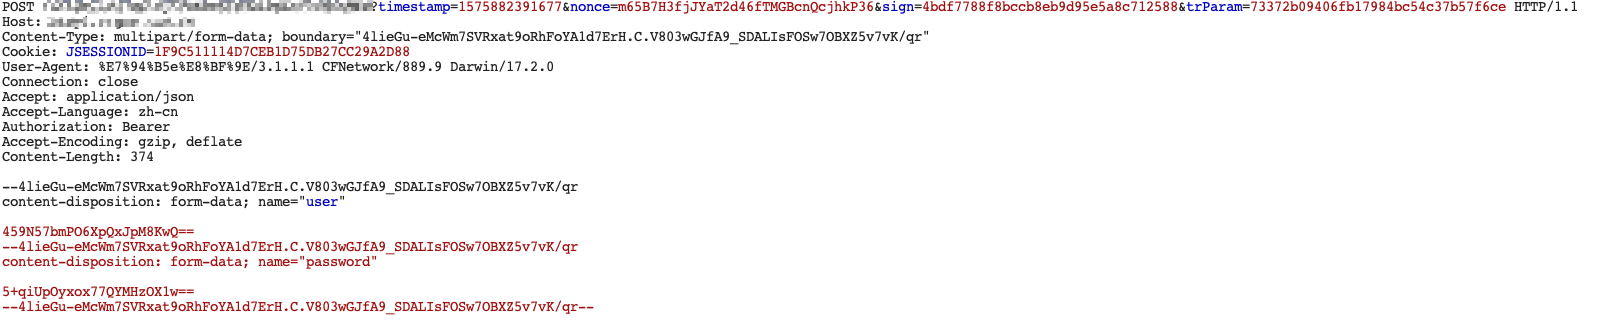 POST ?timestamp=1575882391677&nonce=m65B7H3fjJYaT2d46fTMGBcnQcjhkP36&sign=4bdf7788f8bccb8eb9d95e5a8c712588&trParam=73372b09406fb17984bc54c37b57f6ce HTTP/1.1
Host:
Content-Type: multipart/form-data; boundary="4lieGu-eMcWm7SVRxat9oRhFoYA1d7ErH.C.V803wGJfA9_SDALIsFOSw7OBXZ5v7vK/qr"
Cookie: JSESSIONID=1F9C511114D7CEB1D75DB27CC29A2D88
User-Agent: %E7%94%B5e%E8%BF%9E/3.1.1.1 CFNetwork/889.9 Darwin/17.2.0
Connection: close
Accept: application/json
Accept-Language: zh-cn
Authorization: Bearer
Accept-Encoding: gzip, deflate
Content-Length: 374
--4lieGu-eMcWm7SVRxat9oRhFoYA1d7ErH.C.V803wGJfA9_SDALIsFOSw7OBXZ5v7vK/qr
content-disposition: form-data; name="user"
459N57bmPO6XpQxJpM8KwQ==
--4lieGu-eMcWm7SVRxat9oRhFoYA1d7ErH.C.V803wGJfA9_SDALIsFOSw7OBXZ5v7vK/qr
content-disposition: form-data; name="password"
5+qiUpOyxox77QYMHzOX1w==
--4lieGu-eMcWm7SVRxat9oRhFoYA1d7ErH.C.V803wGJfA9_SDALIsFOSw7OBXZ5v7vK/qr--